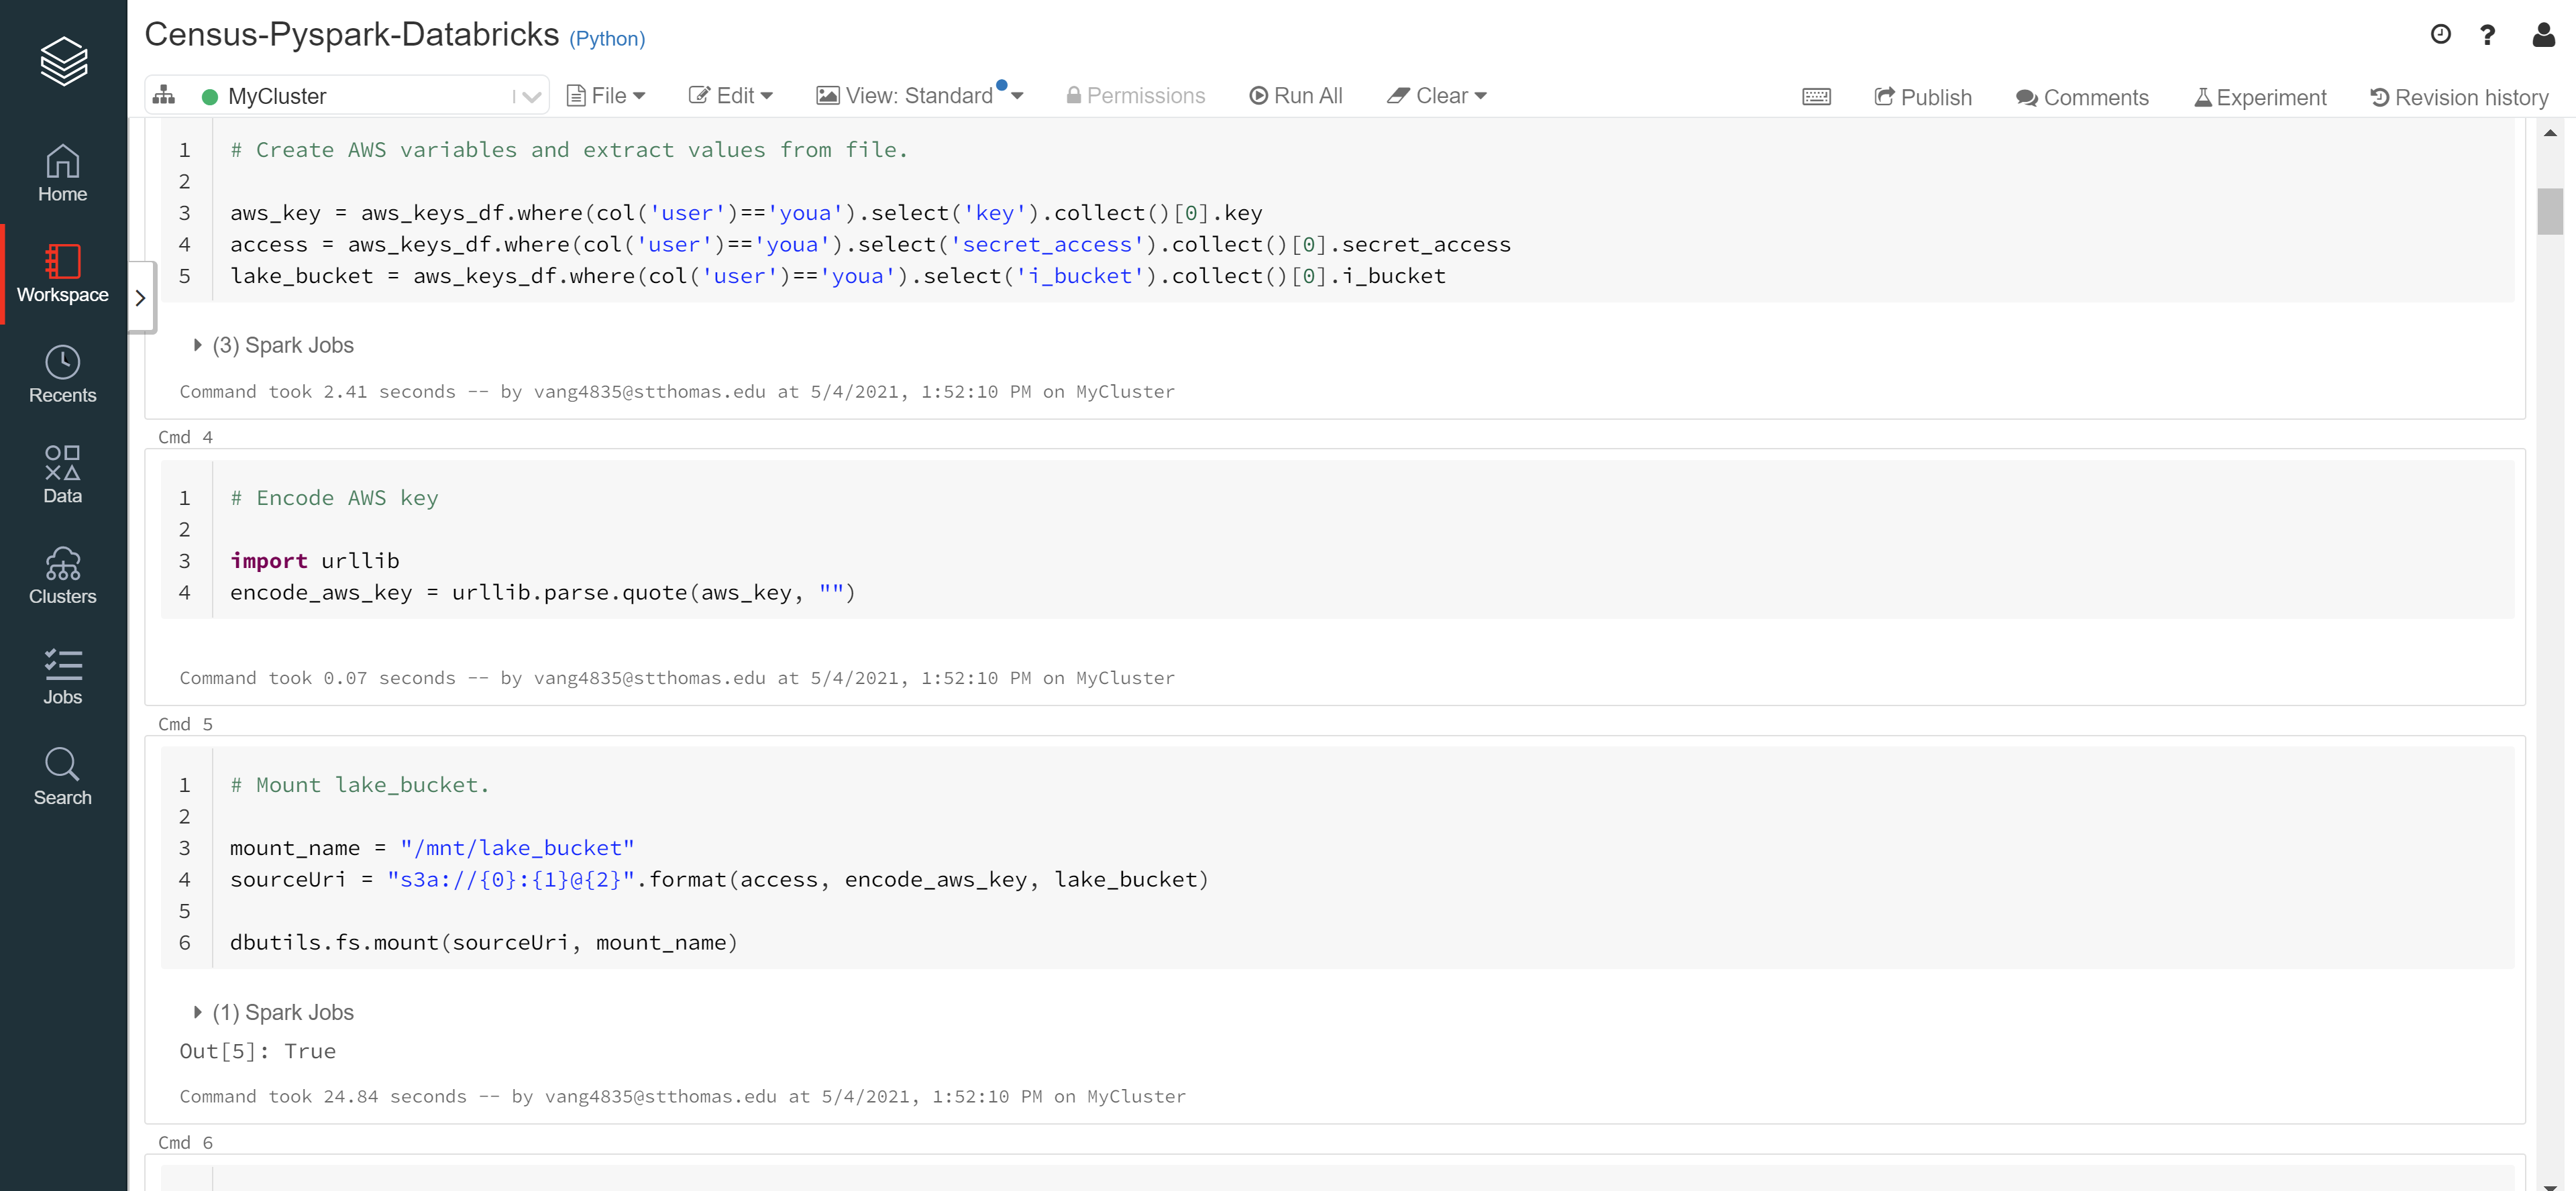 Census-Pyspark-Databricks (Python)
MyCluster
File
Edit
View: Standard
Permissions
Run All
Clear
Publish
Comments
Experiment
Revision history
Home
Workspace
Recents
Data
Clusters
Jobs
Search
1 # Create AWS variables and extract values from file.
2
3 aws_key = aws_keys_df.where(col('user')=='youa').select('key').collect()[0].key
4 access = aws_keys_df.where(col('user')=='youa').select('secret_access').collect()[0].secret_access
5 lake_bucket = aws_keys_df.where(col('user')=='youa').select('i_bucket').collect()[0].i_bucket
(3) Spark Jobs
Command took 2.41 seconds -- by vang4835@stthomas.edu at 5/4/2021, 1:52:10 PM on MyCluster
Cmd 4
1 # Encode AWS key
2
3 import urllib
4 encode_aws_key = urllib.parse.quote(aws_key, "")
Command took 0.07 seconds -- by vang4835@stthomas.edu at 5/4/2021, 1:52:10 PM on MyCluster
Cmd 5
1 # Mount lake_bucket.
2
3 mount_name = "/mnt/lake_bucket"
4 sourceUri = "s3a://{0}:{1}@{2}".format(access, encode_aws_key, lake_bucket)
5
6 dbutils.fs.mount(sourceUri, mount_name)
(1) Spark Jobs
Out[5]: True
Command took 24.84 seconds -- by vang4835@stthomas.edu at 5/4/2021, 1:52:10 PM on MyCluster
Cmd 6